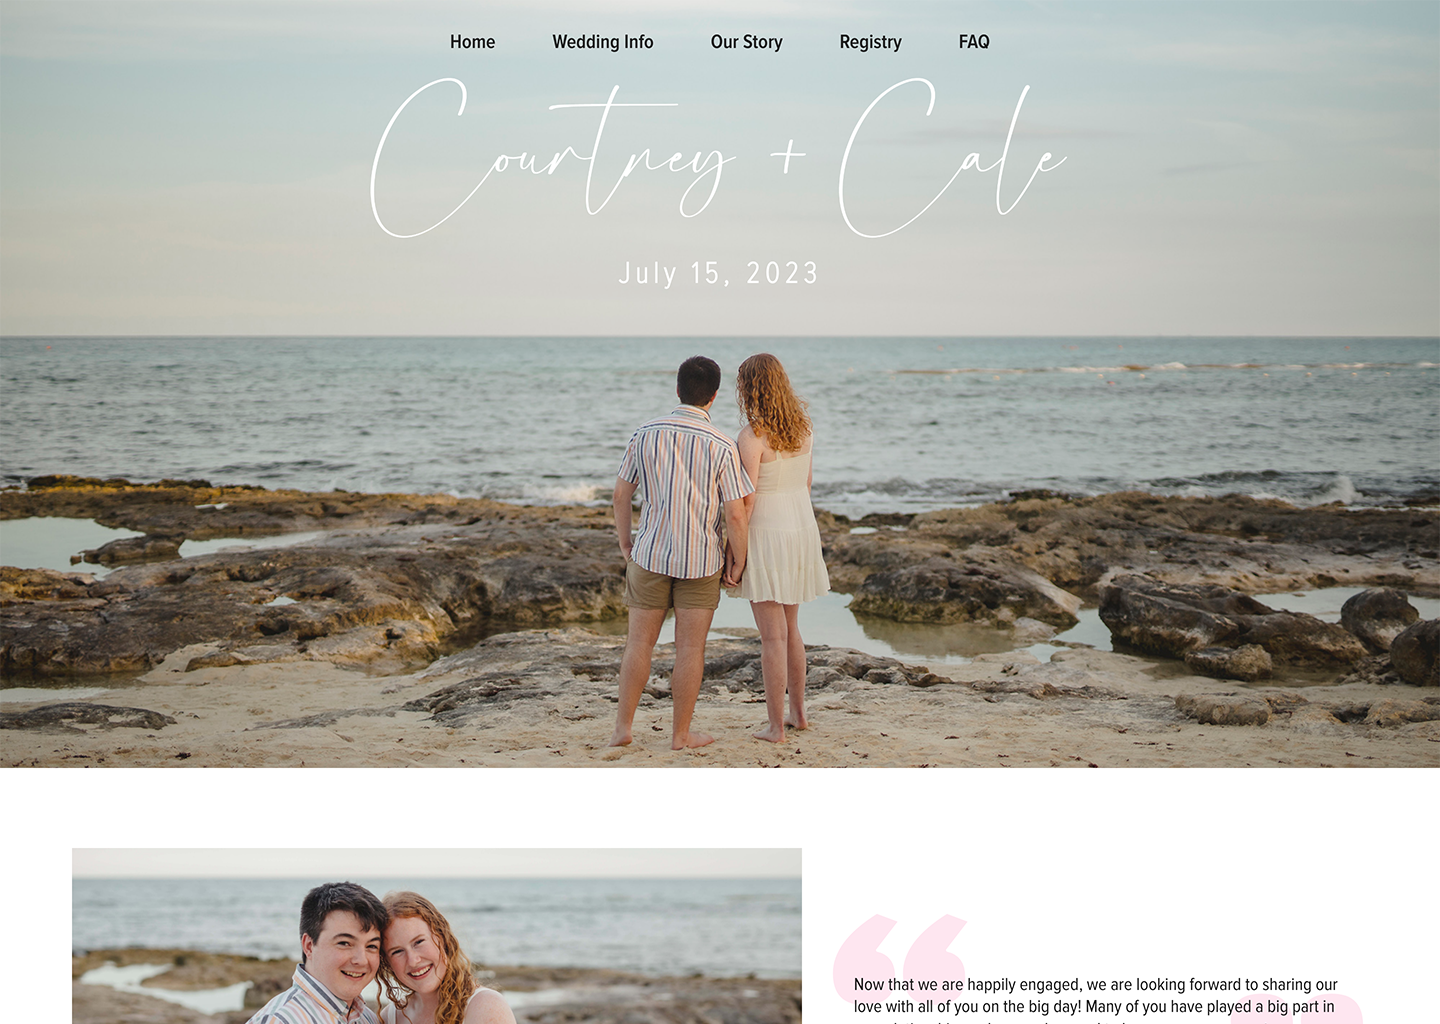 Home Wedding Info Our Story Registry FAQ
Courtney + Cale
July 15, 2023
Now that we are happily engaged, we are looking forward to sharing our
love with all of you on the big day! Many of you have played a big part in